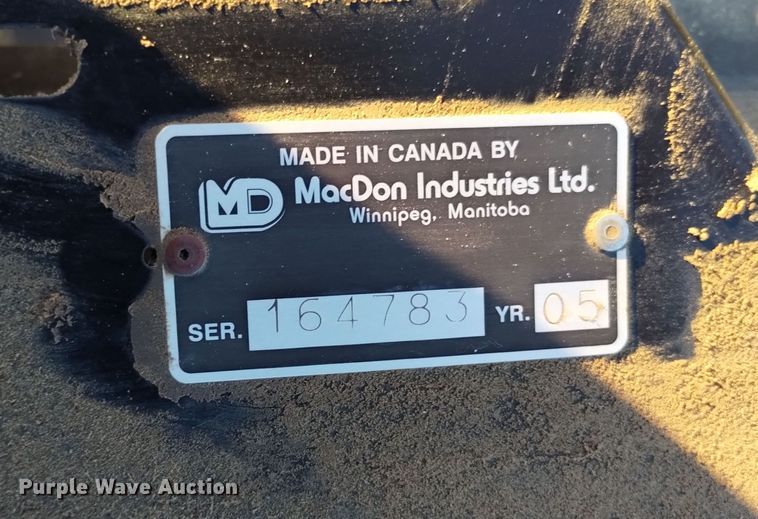 MADE IN CANADA BY
MD MacDon Industries Ltd.
Winnipeg, Manitoba
SER. 164783 YR. 05
Purple Wave Auction